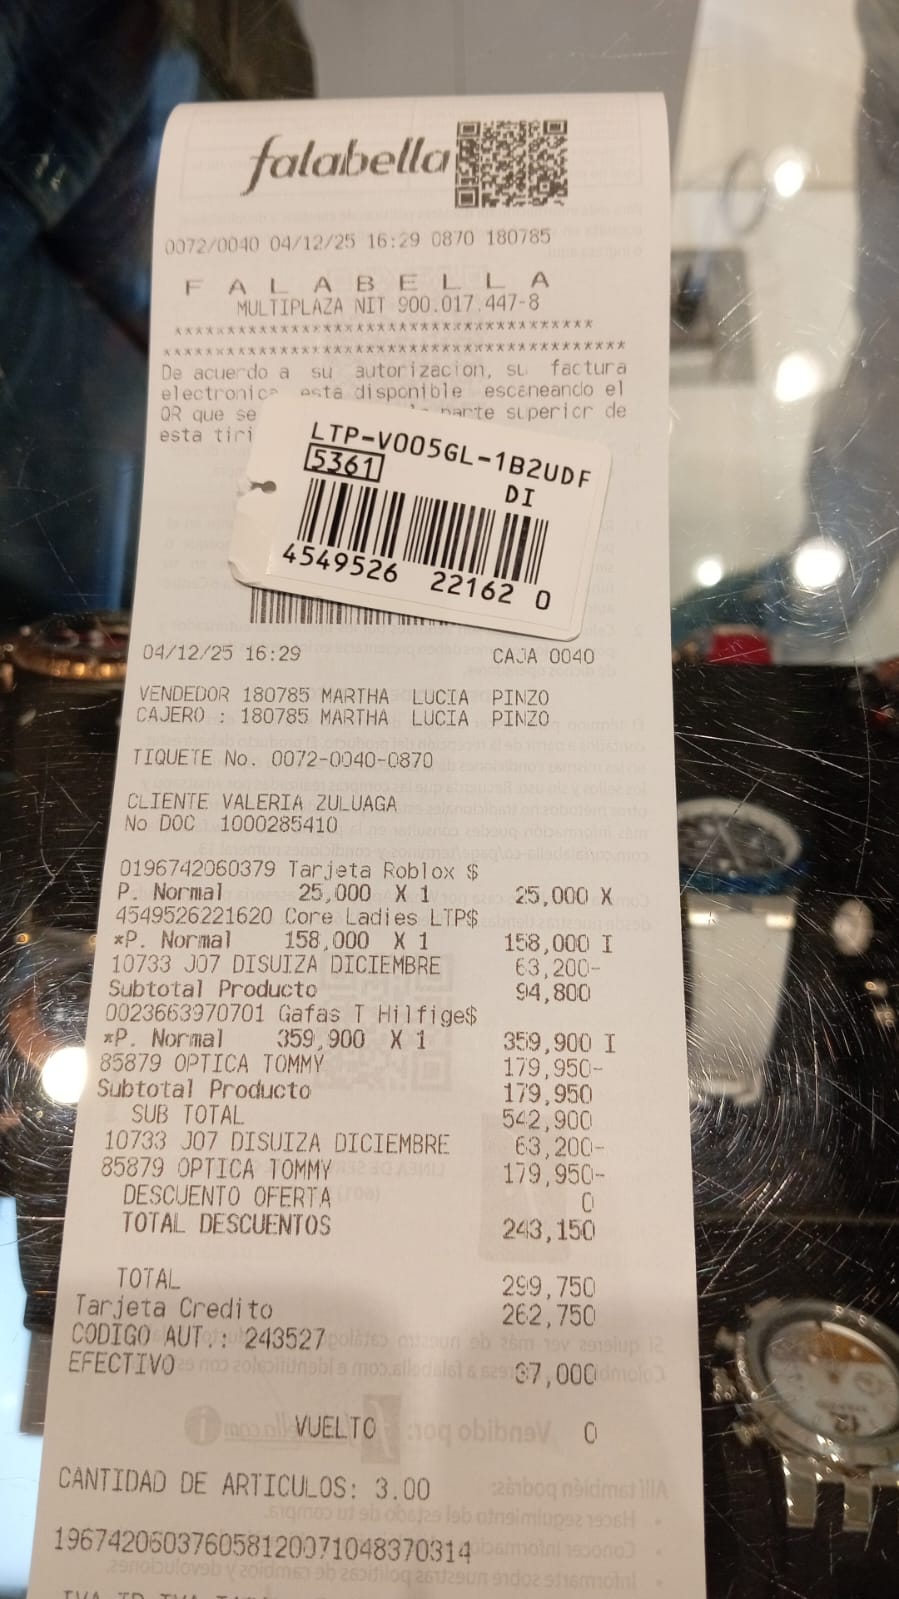 falabella
0072/0040 04/12/25 16:29 0870 180785
F A L A B E L L A
MULTIPLAZA NIT 900.017.447-8
****************************************
********************************************
De acuerdo a su autorizacion, su factura
electronica esta disponible escaneando el
QR que se parte superior de
esta tiri
LTP-V005GL-1B2UDF
5361 DI
4549526 22162 0
04/12/25 16:29 CAJA 0040
VENDEDOR 180785 MARTHA LUCIA PINZO
CAJERO : 180785 MARTHA LUCIA PINZO
TIQUETE No. 0072-0040-0870
CLIENTE VALERIA ZULUAGA
No DOC 1000285410
0196742060379 Tarjeta Roblox $
P. Normal 25,000 X 1 25,000 X
4549526221620 Core Ladies LTP$
*P. Normal 158,000 X 1 158,000 I
10733 J07 DISUIZA DICIEMBRE 63,200-
Subtotal Producto 94,800
0023663970701 Gafas T Hilfige$
*P. Normal 359,900 X 1 359,900 I
85879 OPTICA TOMMY 179,950-
Subtotal Producto 179,950
SUB TOTAL 542,900
10733 J07 DISUIZA DICIEMBRE 63,200-
85879 OPTICA TOMMY 179,950-
DESCUENTO OFERTA 0
TOTAL DESCUENTOS 243,150
TOTAL 299,750
Tarjeta Credito 262,750
CODIGO AUT.: 243527
EFECTIVO 37,000
VUELTO 0
CANTIDAD DE ARTICULOS: 3.00
196742060376058120071048370314